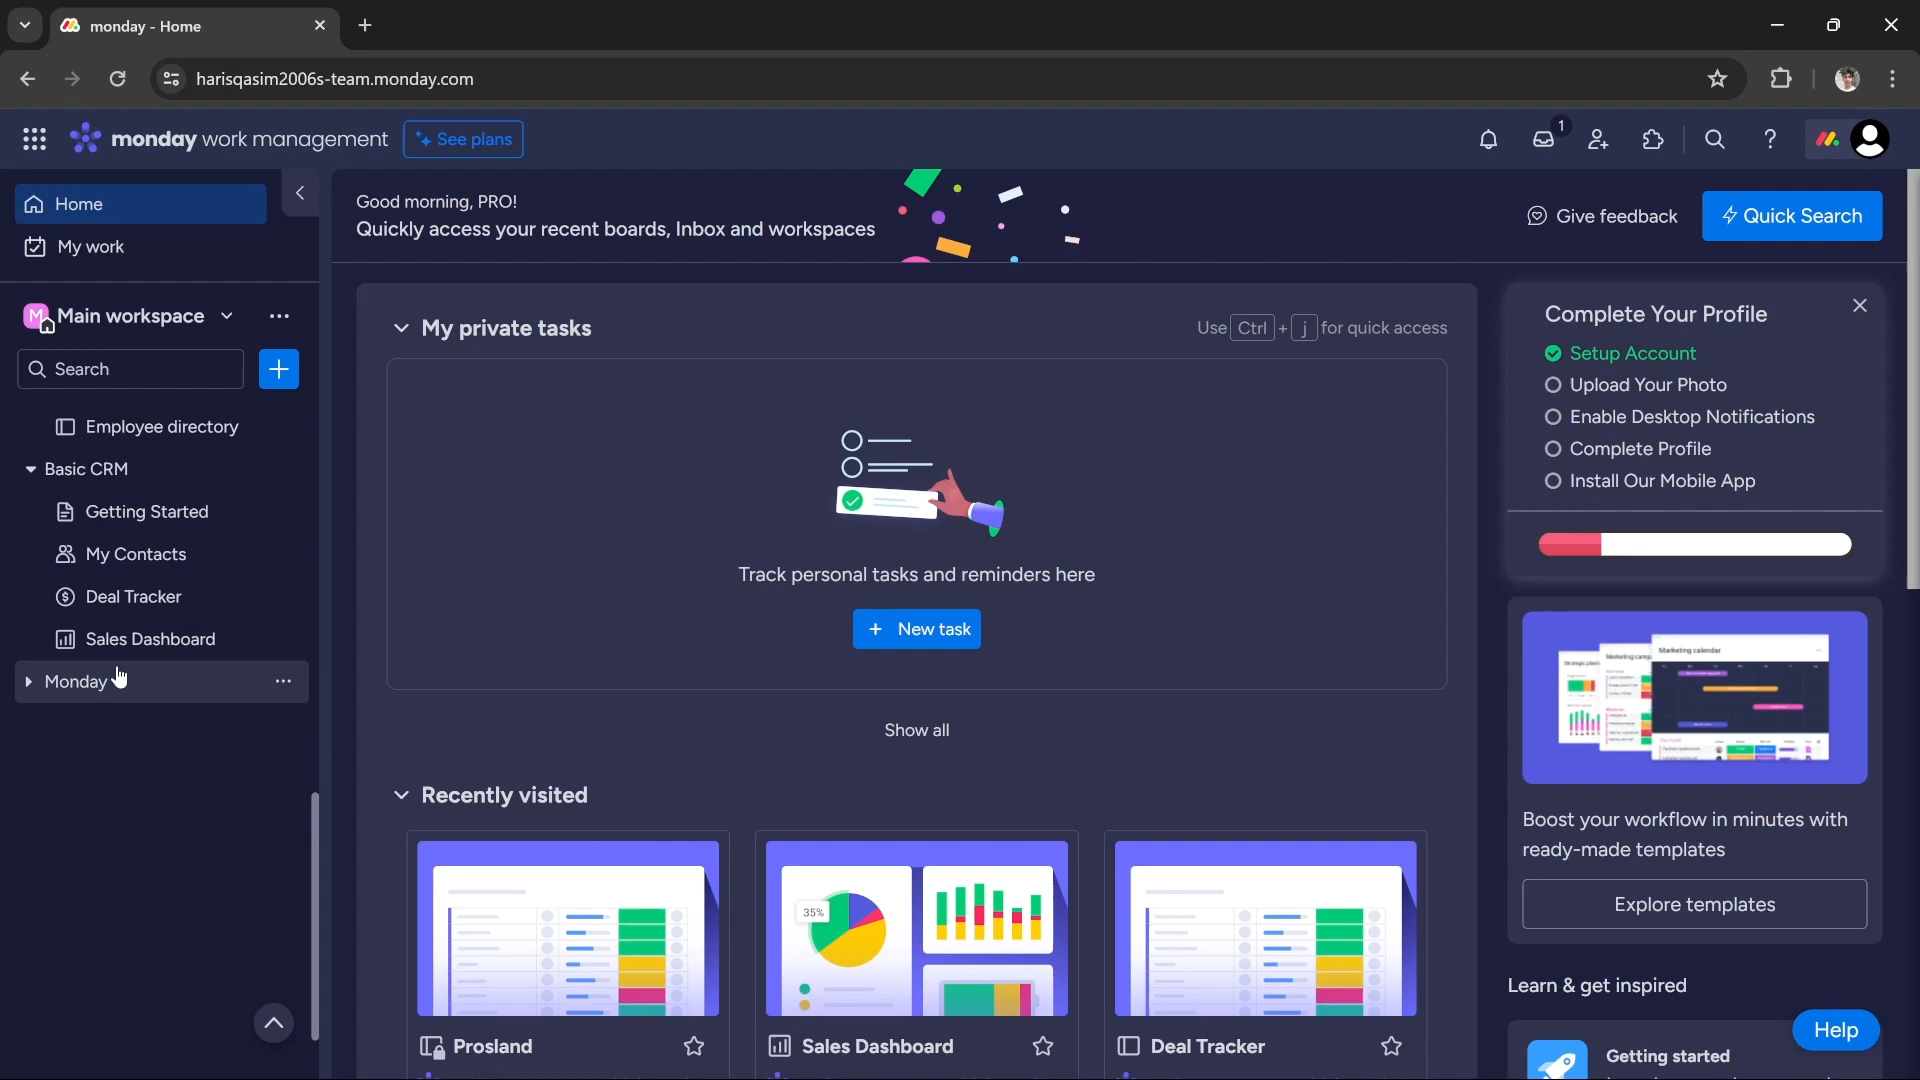 monday - Home
harisqasim2006s-team.monday.com
monday work management
See plans
1
Home
My work
Good morning, PRO!
Quickly access your recent boards, Inbox and workspaces
Give feedback
Quick Search
M
Main workspace
Search
Employee directory
Basic CRM
Getting Started
My Contacts
Deal Tracker
Sales Dashboard
Monday
My private tasks
Use Ctrl + j for quick access
Track personal tasks and reminders here
+ New task
Show all
Recently visited
35%
Prosland
Sales Dashboard
Deal Tracker
Complete Your Profile
Setup Account
Upload Your Photo
Enable Desktop Notifications
Complete Profile
Install Our Mobile App
Marketing calendar
Boost your workflow in minutes with
ready-made templates
Explore templates
Learn & get inspired
Getting started
Help